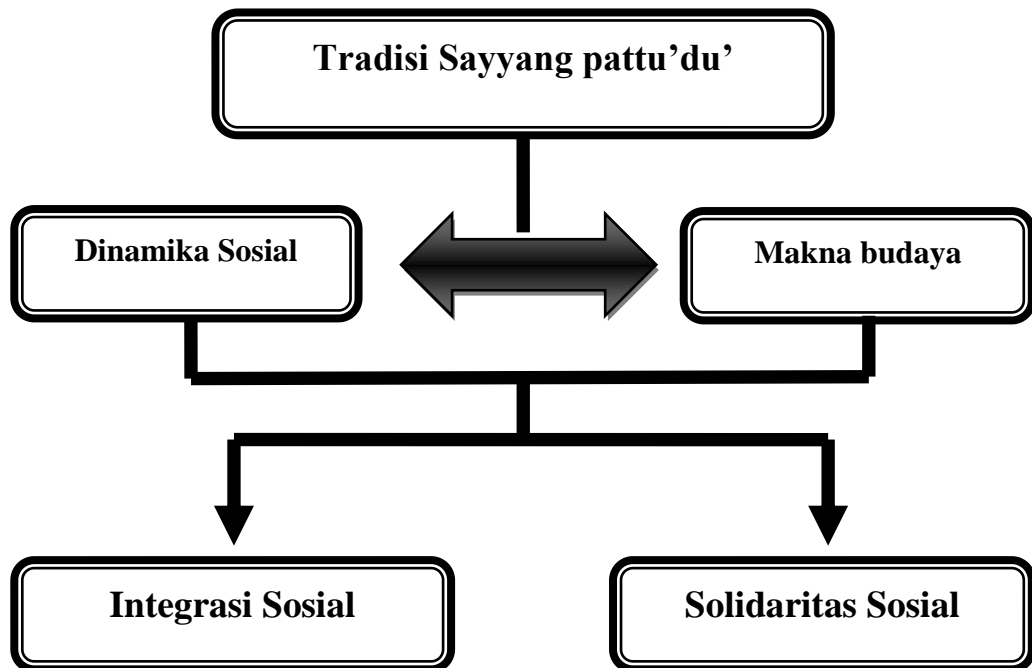 Tradisi Sayyang pattu’du’
Dinamika Sosial
Makna budaya
Integrasi Sosial
Solidaritas Sosial